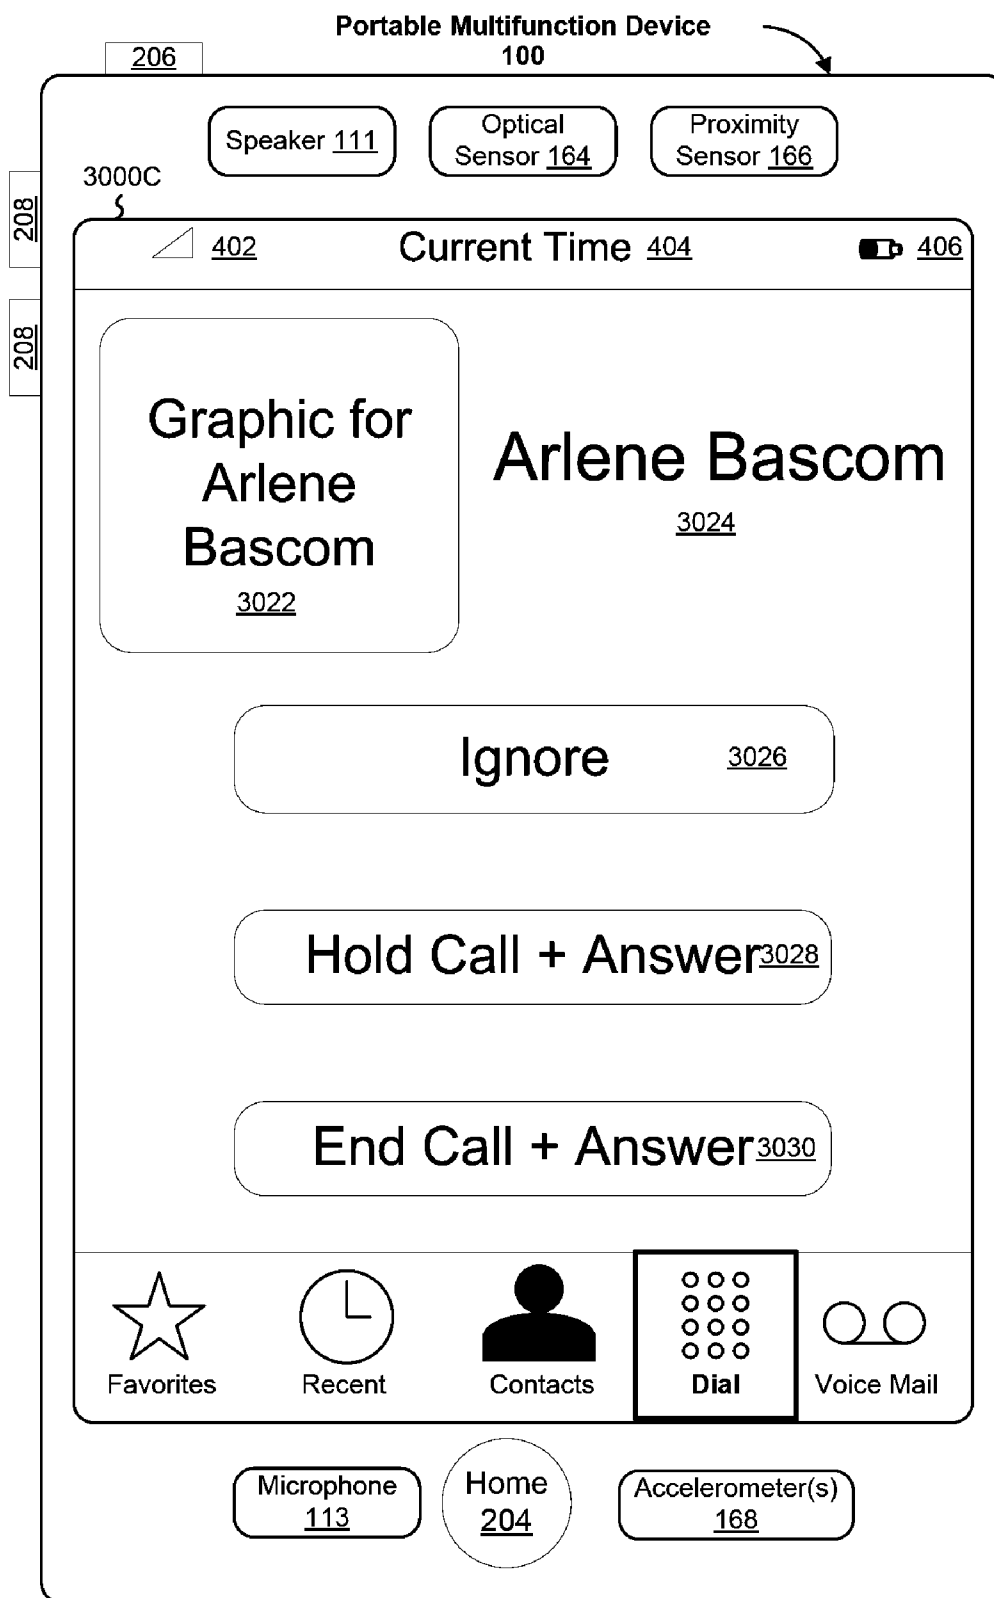 Portable Multifunction Device
100
206
Speaker 111
Optical
Sensor 164
Proximity
Sensor 166
3000C
208
208
402
Current Time 404
406
Graphic for
Arlene
Bascom
3022
Arlene Bascom
3024
Ignore 3026
Hold Call + Answer 3028
End Call + Answer 3030
Favorites
Recent
Contacts
Dial
Voice Mail
Microphone
113
Home
204
Accelerometer(s)
168